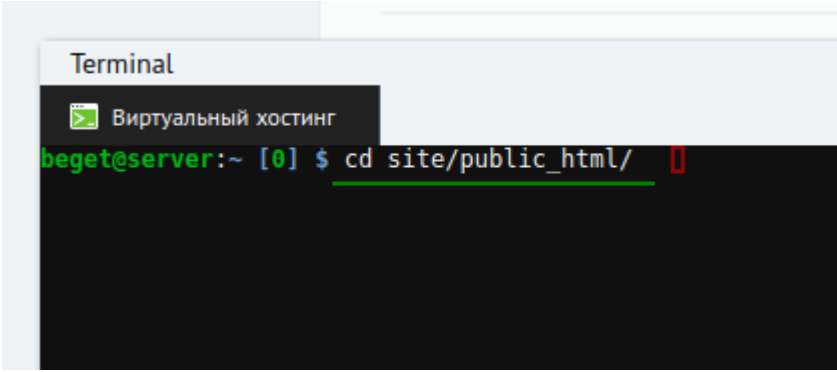 Terminal
Виртуальный хостинг
beget@server:~ [0] $ cd site/public_html/